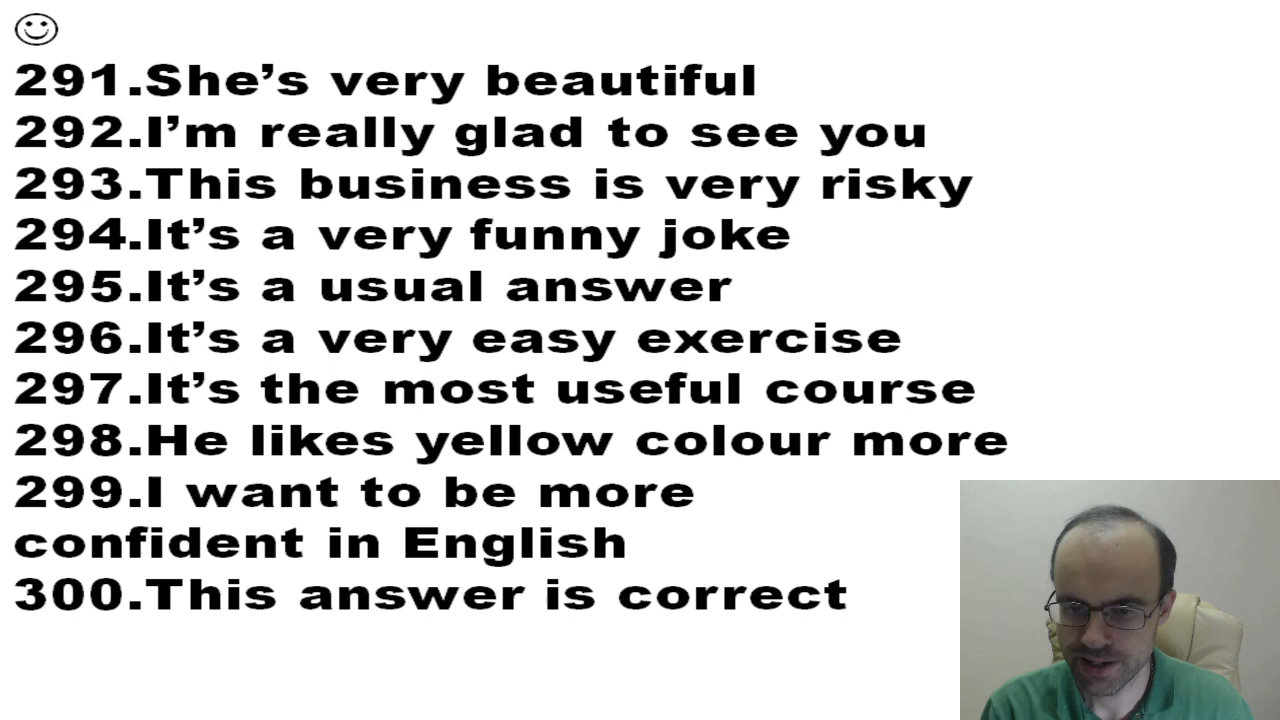 291.She’s very beautiful
292.I’m really glad to see you
293.This business is very risky
294.It’s a very funny joke
295.It’s a usual answer
296.It’s a very easy exercise
297.It’s the most useful course
298.He likes yellow colour more
299.I want to be more
confident in English
300.This answer is correct